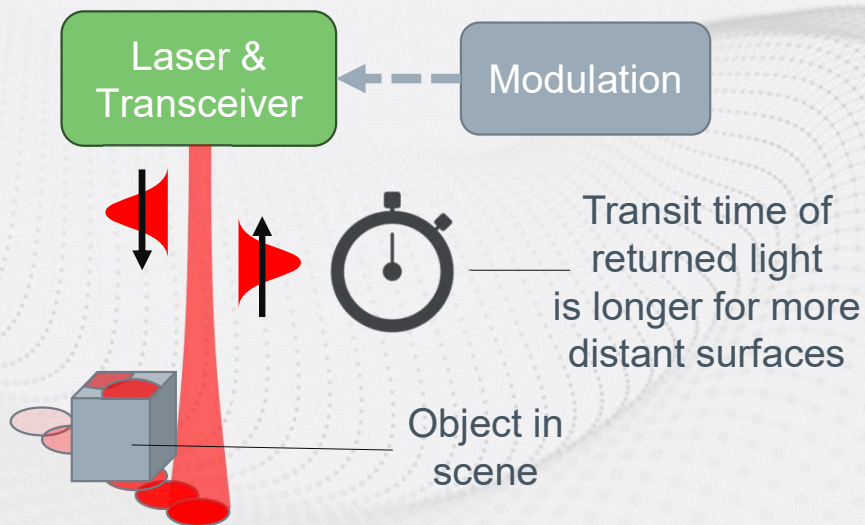 Laser &
Transceiver
Modulation
Transit time of
returned light
is longer for more
distant surfaces
Object in
scene